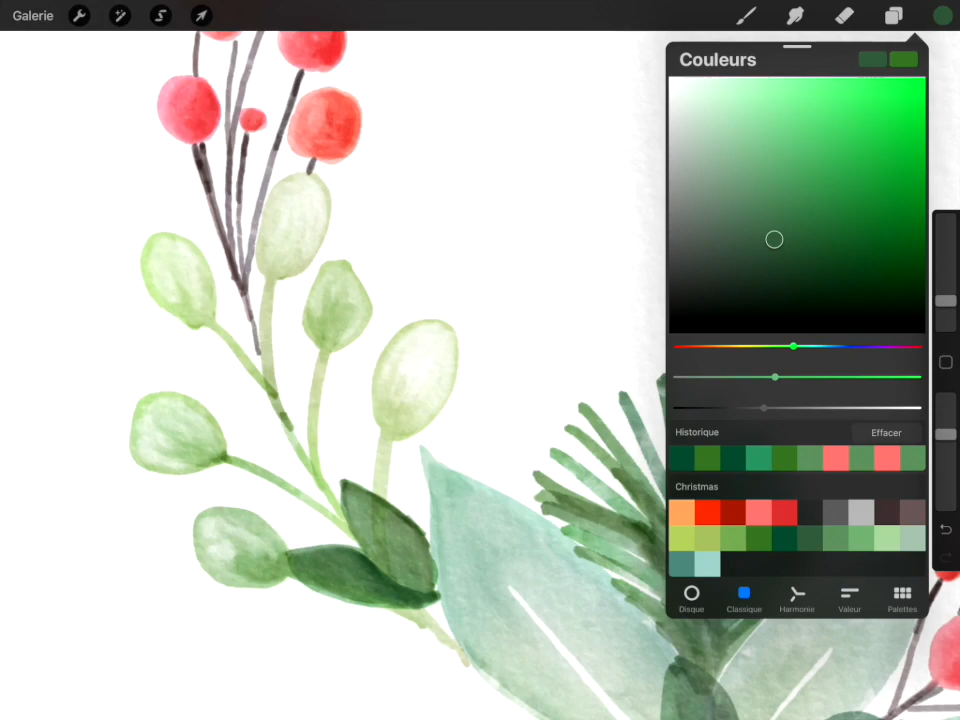 Galerie
Couleurs
Historique
Effacer
Christmas
Disque
Classique
Harmonie
Valeur
Palettes